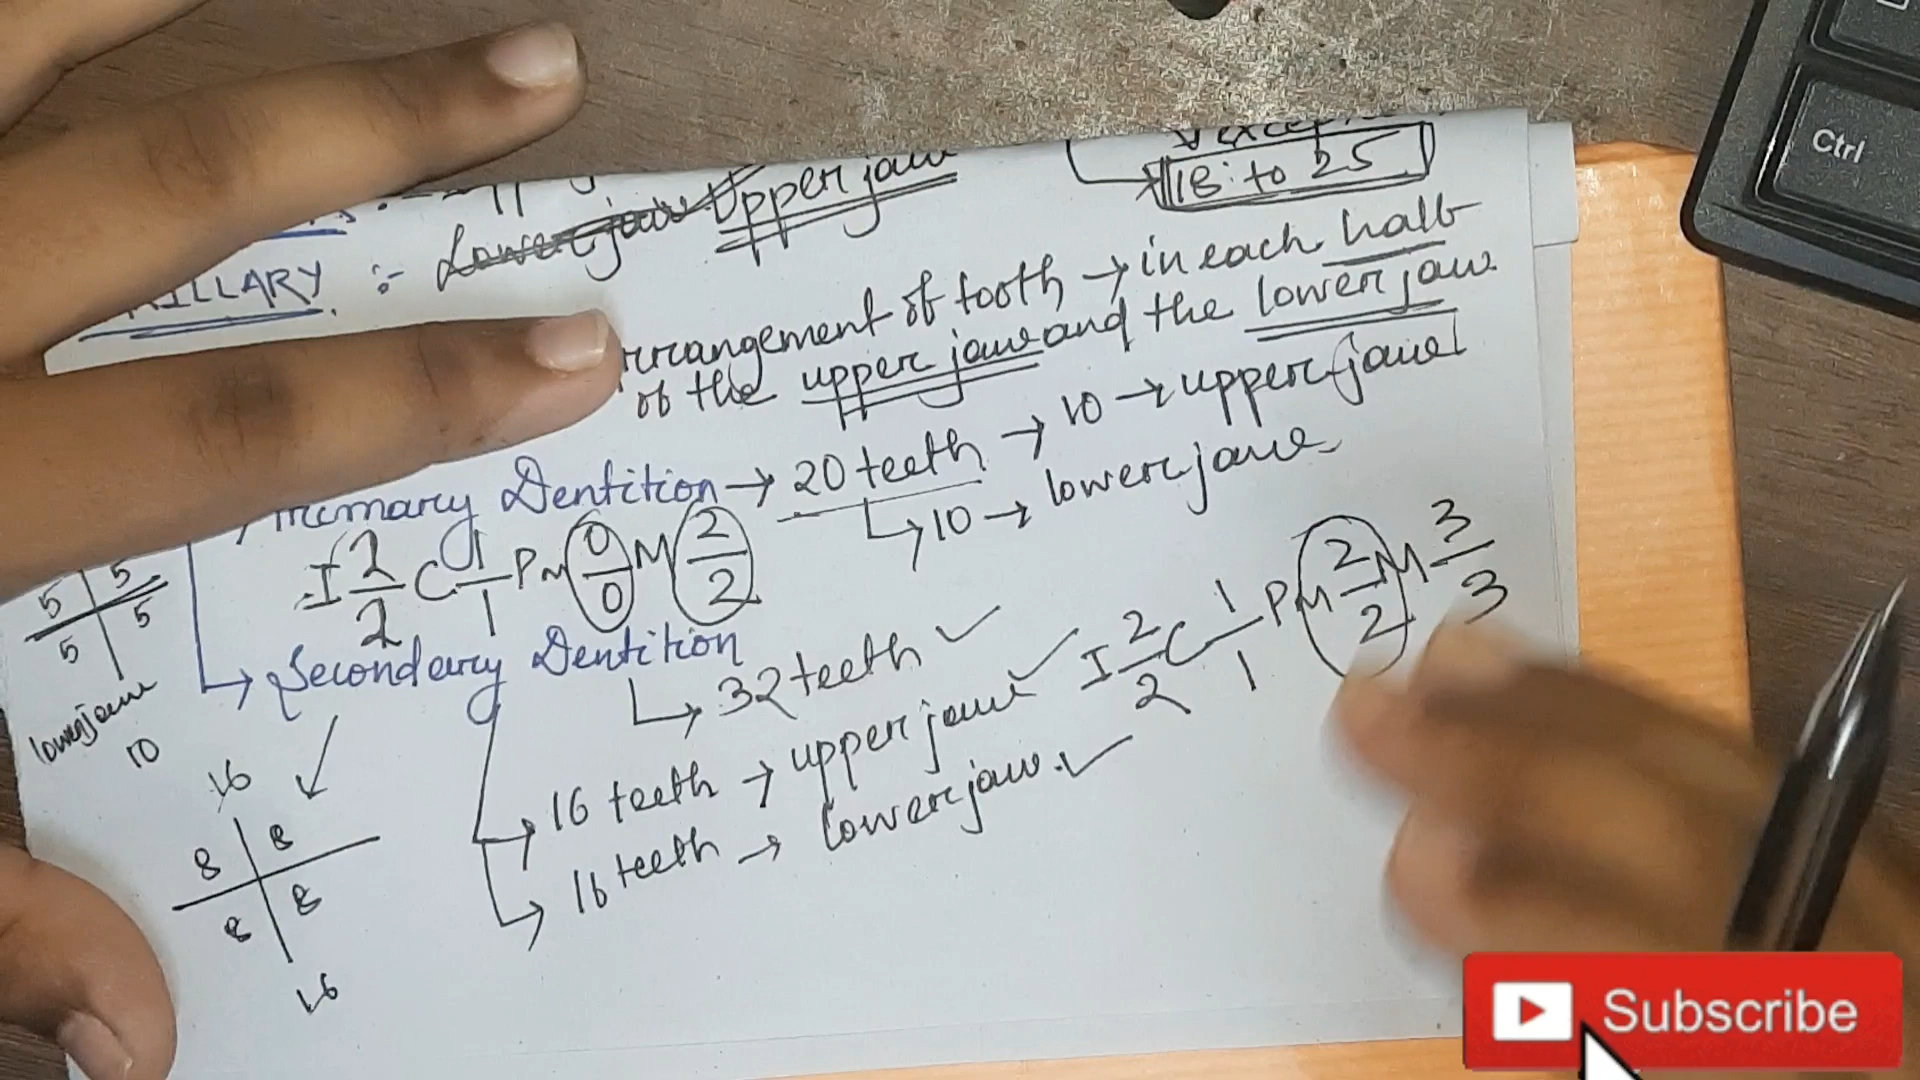 Upper jaw
Lower jaw
18 to 25
XILLARY :-
rrangement of tooth → in each half
of the upper jaw and the lower jaw.
Primary Dentition → 20 teeth → 10 → upper jaw
↳ 10 → lower jaw
I 2/2 C 1/1 PM 0/0 M 2/2
5 5
5 5
lower jaw
10
→ Secondary Dentition
↳ 32 teeth ✓
I 2/2 C 1/1 PM 2/2 M 3/3
→ 16 teeth → upper jaw ✓
→ 16 teeth → lower jaw. ✓
16
8 8
8 8
16
Ctrl
Subscribe